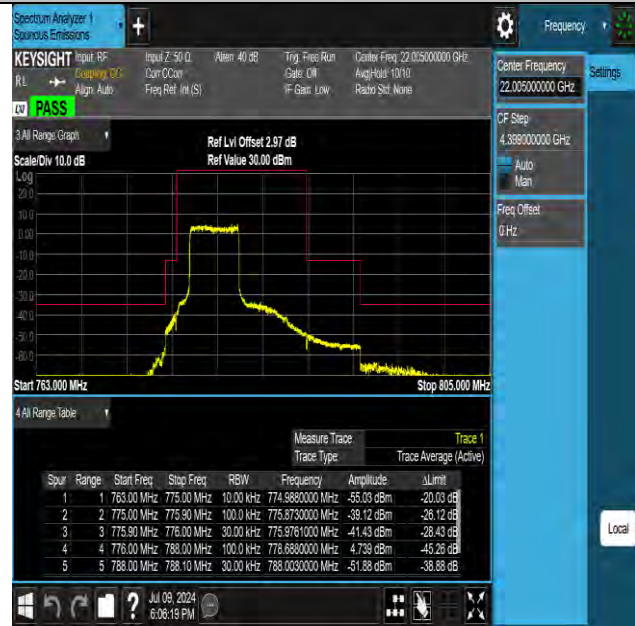 Spectrum Analyzer 1
Spurious Emissions
Frequency
KEYSIGHT Input: RF Input Z: 50 Ω Atten: 40 dB Trig: Free Run Center Freq: 22.005000000 GHz
RL Coupling: DC Corr CCorr Gate: Off Avg|Hold: 10/10
Align: Auto Freq Ref: Int (S) IF Gain: Low Radio Std: None
LXI PASS
Center Frequency
22.005000000 GHz
Settings
CF Step
4.399000000 GHz
Auto
Man
Freq Offset
0 Hz
3 All Range Graph
Ref Lvl Offset 2.97 dB
Scale/Div 10.0 dB Ref Value 30.00 dBm
Log
20.0
10.0
0.00
-10.0
-20.0
-30.0
-40.0
-50.0
-60.0
Start 763.000 MHz Stop 805.000 MHz
4 All Range Table
Measure Trace Trace 1
Trace Type Trace Average (Active)
Spur Range Start Freq Stop Freq RBW Frequency Amplitude ΔLimit
1 1 763.00 MHz 775.00 MHz 10.00 kHz 774.9880000 MHz -55.03 dBm -20.03 dB
2 2 775.00 MHz 775.90 MHz 100.0 kHz 775.8730000 MHz -39.12 dBm -26.12 dB
3 3 775.90 MHz 776.00 MHz 30.00 kHz 775.9761000 MHz -41.43 dBm -28.43 dB
4 4 776.00 MHz 788.00 MHz 100.0 kHz 778.6880000 MHz 4.739 dBm -45.26 dB
5 5 788.00 MHz 788.10 MHz 30.00 kHz 788.0030000 MHz -51.88 dBm -38.88 dB
Local
Jul 09, 2024
6:06:19 PM